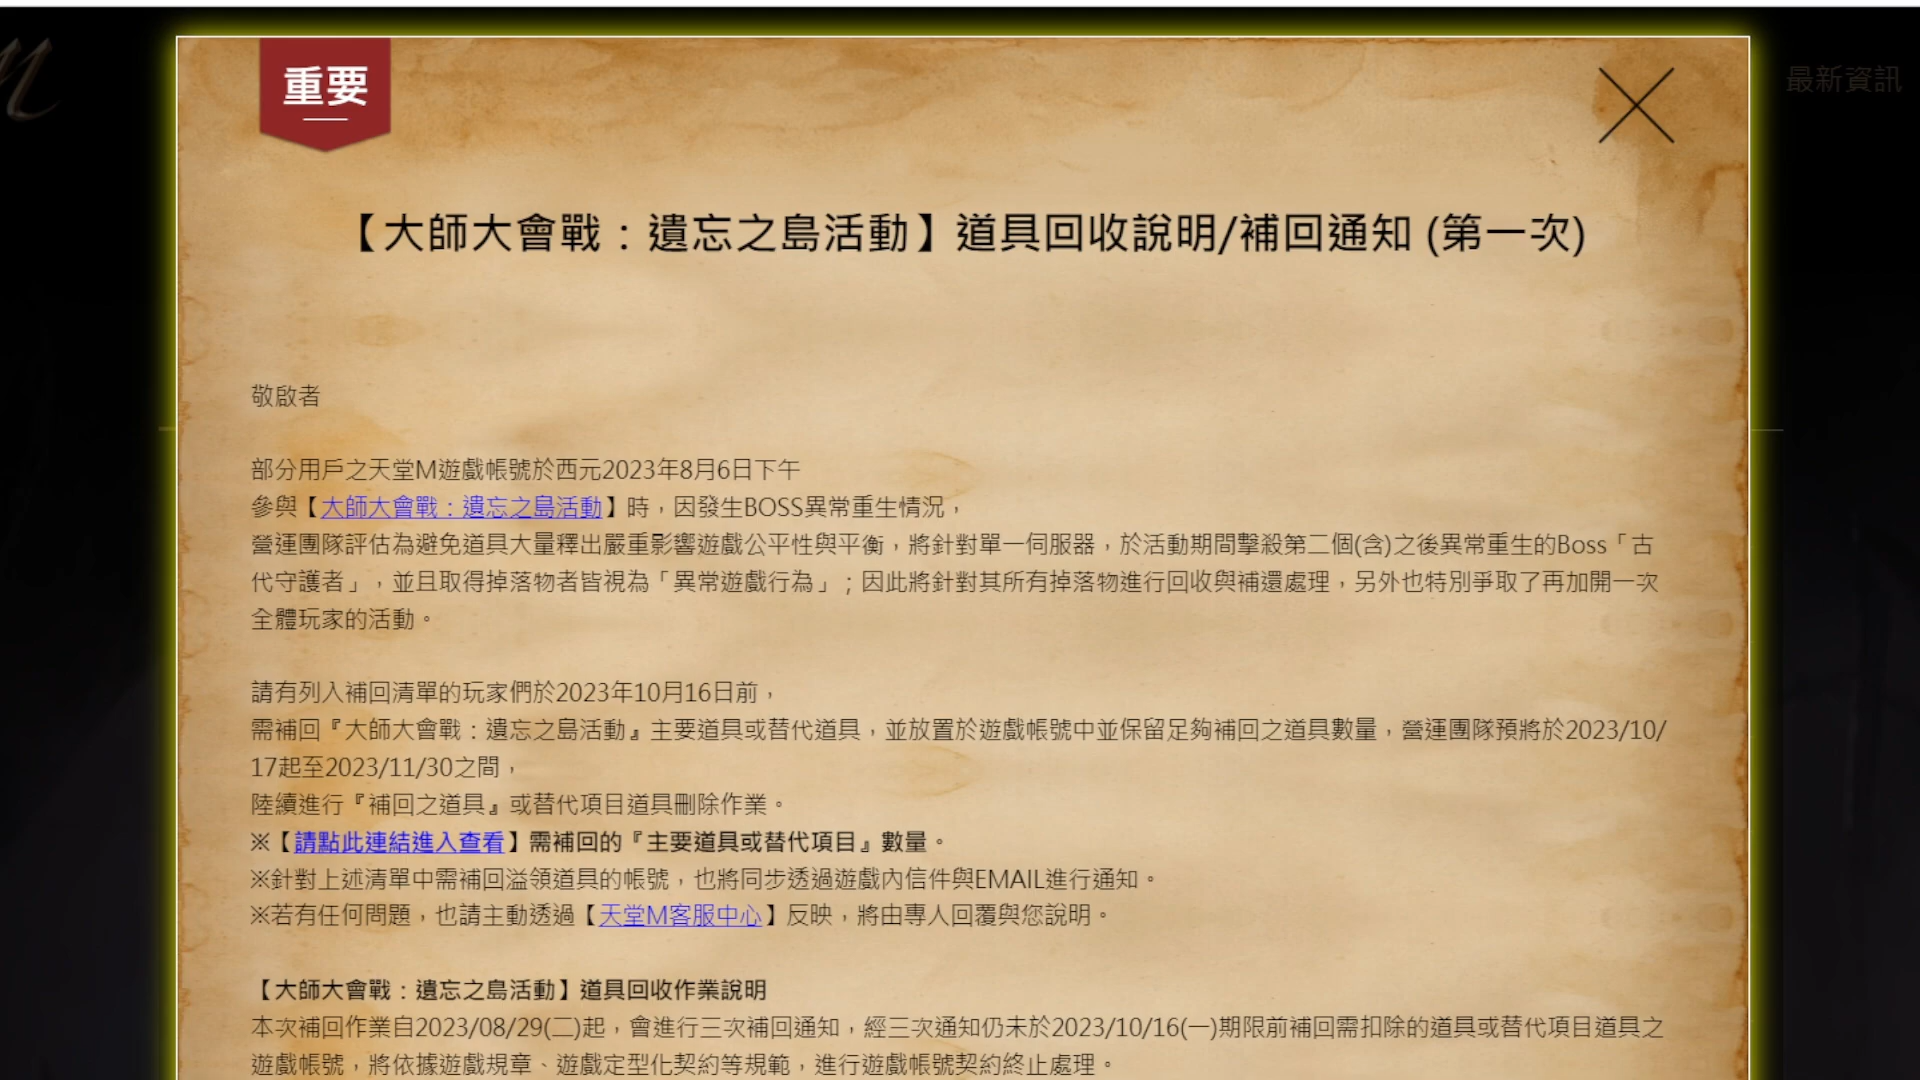 重要
最新資訊
【大師大會戰：遺忘之島活動】道具回收說明/補回通知 (第一次)
敬啟者
部分用戶之天堂M遊戲帳號於西元2023年8月6日下午
參與【大師大會戰：遺忘之島活動】時，因發生BOSS異常重生情況，
營運團隊評估為避免道具大量釋出嚴重影響遊戲公平性與平衡，將針對單一伺服器，於活動期間擊殺第二個(含)之後異常重生的Boss「古
代守護者」，並且取得掉落物者皆視為「異常遊戲行為」；因此將針對其所有掉落物進行回收與補還處理，另外也特別爭取了再加開一次
全體玩家的活動。
請有列入補回清單的玩家們於2023年10月16日前，
需補回『大師大會戰：遺忘之島活動』主要道具或替代道具，並放置於遊戲帳號中並保留足夠補回之道具數量，營運團隊預將於2023/10/
17起至2023/11/30之間，
陸續進行『補回之道具』或替代項目道具刪除作業。
※【請點此連結進入查看】需補回的『主要道具或替代項目』數量。
※針對上述清單中需補回溢領道具的帳號，也將同步透過遊戲內信件與EMAIL進行通知。
※若有任何問題，也請主動透過【天堂M客服中心】反映，將由專人回覆與您說明。
【大師大會戰：遺忘之島活動】道具回收作業說明
本次補回作業自2023/08/29(二)起，會進行三次補回通知，經三次通知仍未於2023/10/16(一)期限前補回需扣除的道具或替代項目道具之
遊戲帳號，將依據遊戲規章、遊戲定型化契約等規範，進行遊戲帳號契約終止處理。